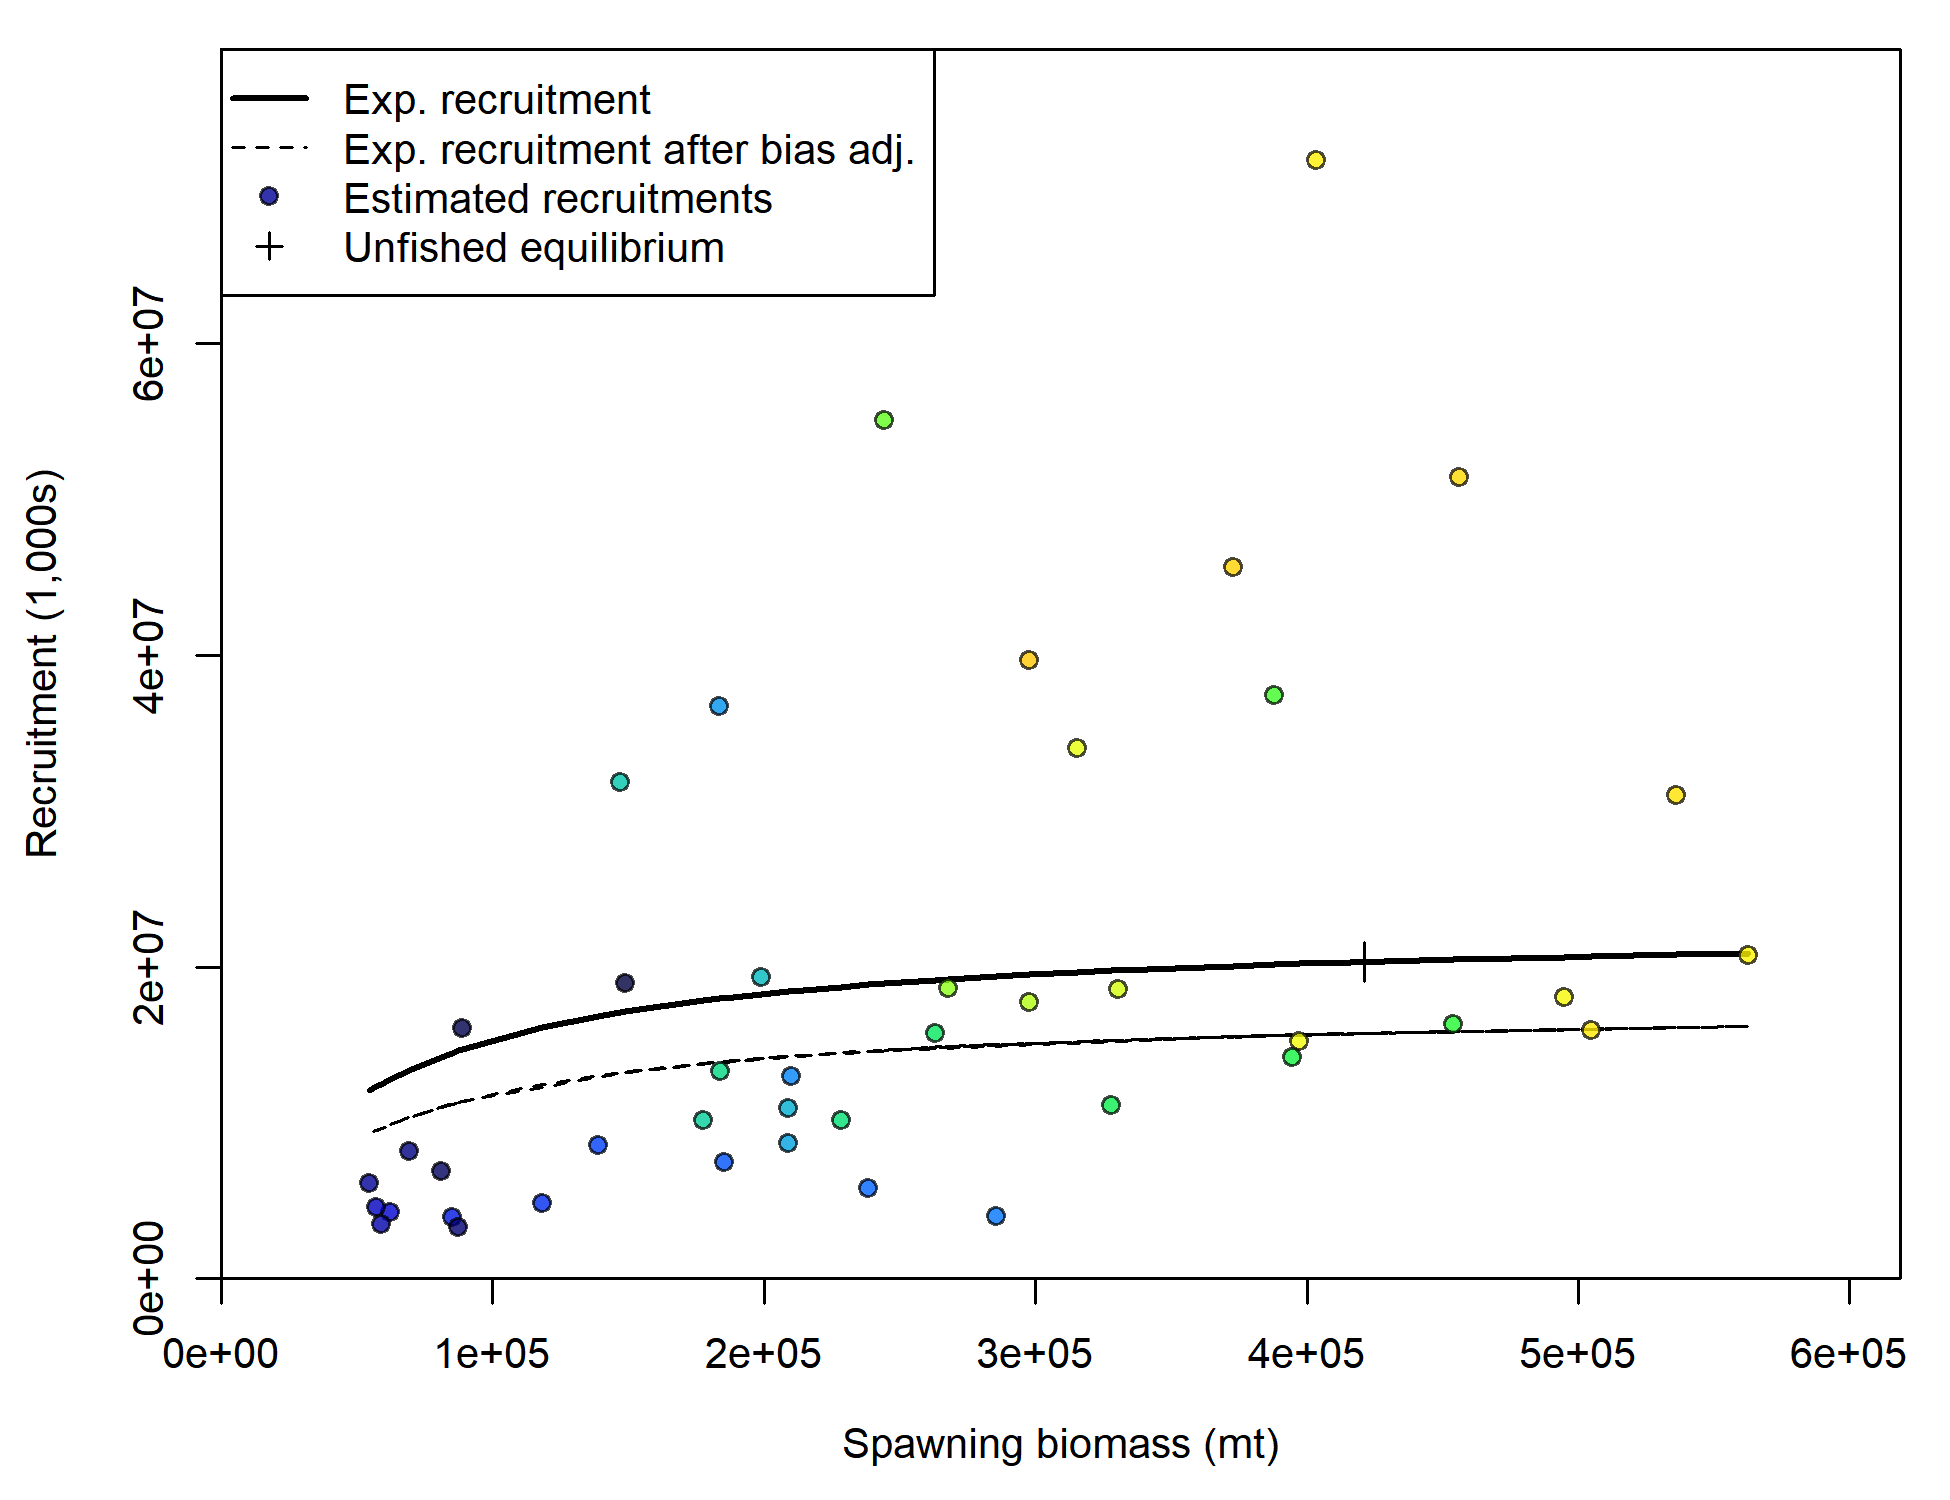 Exp. recruitment
Exp. recruitment after bias adj.
Estimated recruitments
Unfished equilibrium
6e+07
4e+07
2e+07
0e+00
Recruitment (1,000s)
0e+00 1e+05 2e+05 3e+05 4e+05 5e+05 6e+05
Spawning biomass (mt)